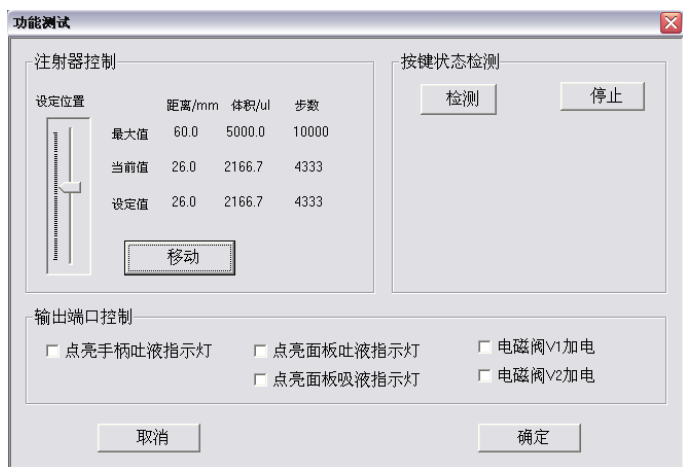 功能测试
注射器控制
设定位置
距离/mm 体积/ul 步数
最大值 60.0 5000.0 10000
当前值 26.0 2166.7 4333
设定值 26.0 2166.7 4333
移动
按键状态检测
检测 停止
输出端口控制
点亮手柄吐液指示灯 点亮面板吐液指示灯 电磁阀V1加电
点亮面板吸液指示灯 电磁阀V2加电
取消 确定